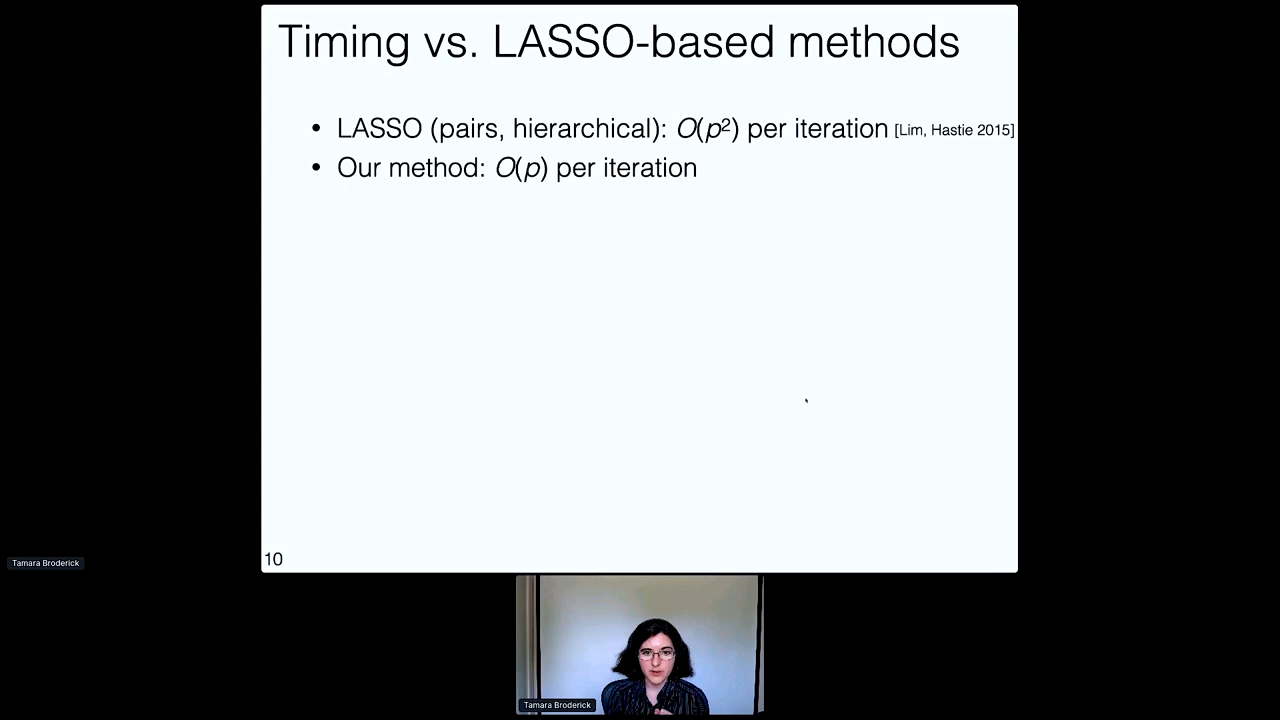 Timing vs. LASSO-based methods
• LASSO (pairs, hierarchical): O(p²) per iteration [Lim, Hastie 2015]
• Our method: O(p) per iteration
10
Tamara Broderick
Tamara Broderick